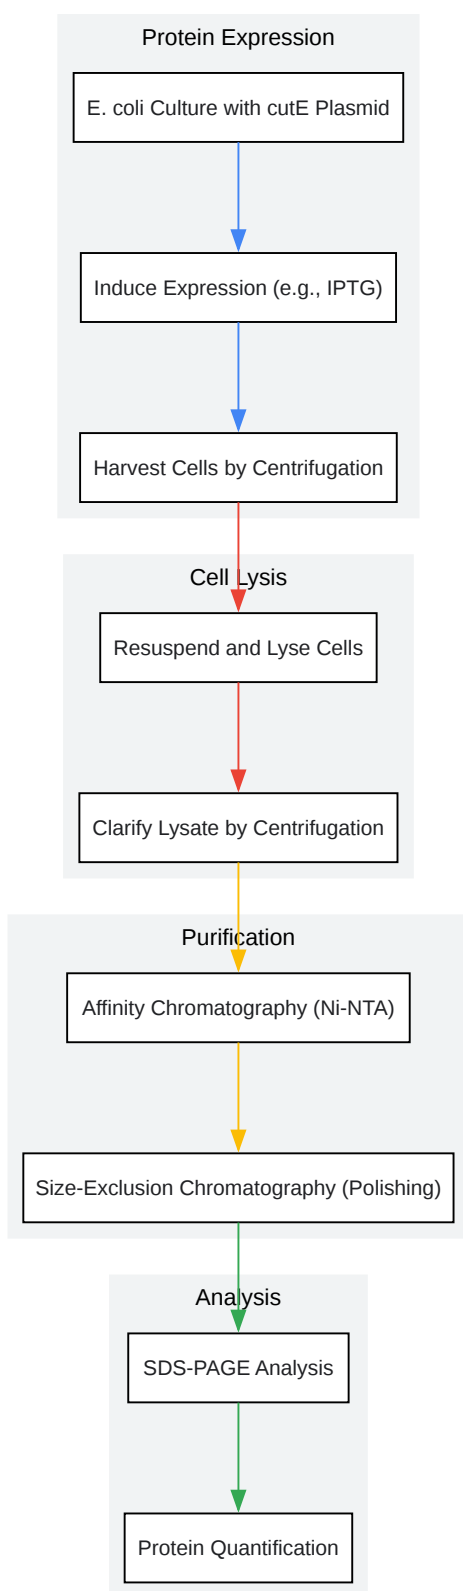 Protein Expression
E. coli Culture with cutE Plasmid
Induce Expression (e.g., IPTG)
Harvest Cells by Centrifugation
Cell Lysis
Resuspend and Lyse Cells
Clarify Lysate by Centrifugation
Purification
Affinity Chromatography (Ni-NTA)
Size-Exclusion Chromatography (Polishing)
Analysis
SDS-PAGE Analysis
Protein Quantification